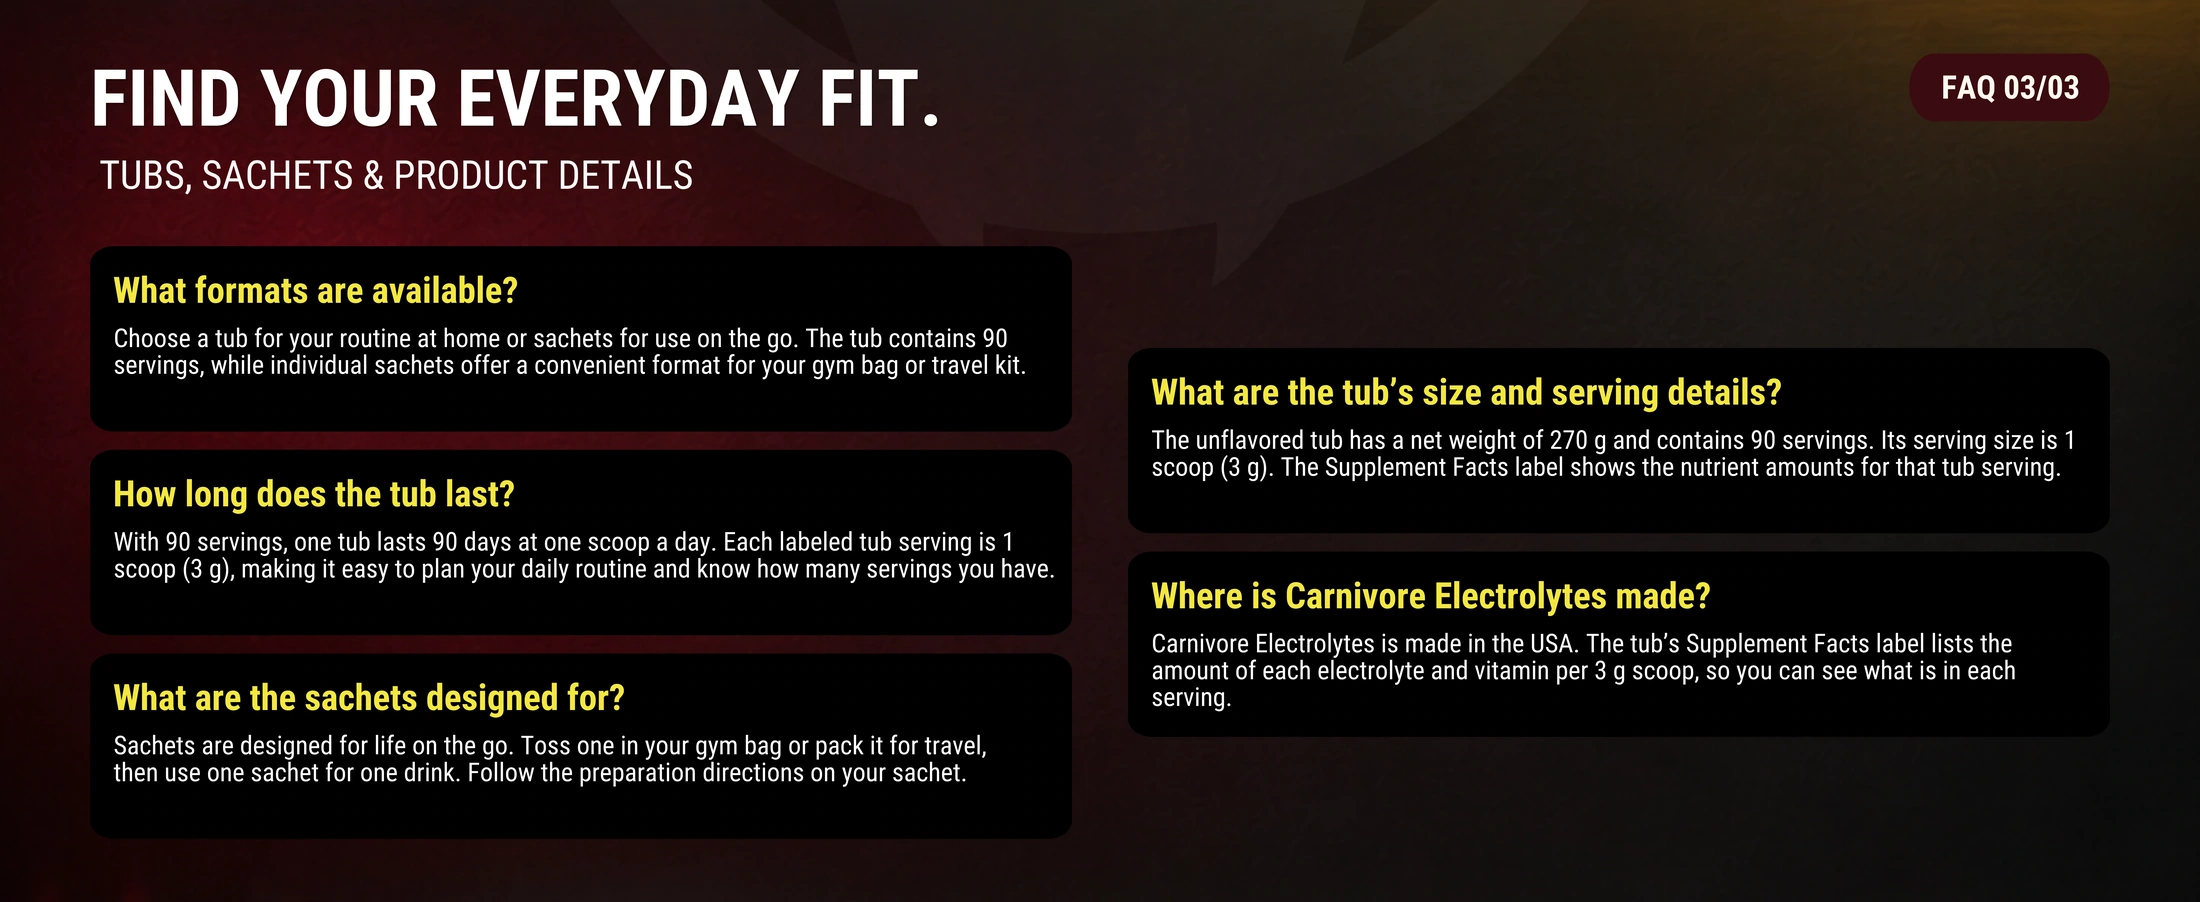 FIND YOUR EVERYDAY FIT.
FAQ 03/03
TUBS, SACHETS & PRODUCT DETAILS
What formats are available?
Choose a tub for your routine at home or sachets for use on the go. The tub contains 90
servings, while individual sachets offer a convenient format for your gym bag or travel kit.
How long does the tub last?
With 90 servings, one tub lasts 90 days at one scoop a day. Each labeled tub serving is 1
scoop (3 g), making it easy to plan your daily routine and know how many servings you have.
What are the sachets designed for?
Sachets are designed for life on the go. Toss one in your gym bag or pack it for travel,
then use one sachet for one drink. Follow the preparation directions on your sachet.
What are the tub’s size and serving details?
The unflavored tub has a net weight of 270 g and contains 90 servings. Its serving size is 1
scoop (3 g). The Supplement Facts label shows the nutrient amounts for that tub serving.
Where is Carnivore Electrolytes made?
Carnivore Electrolytes is made in the USA. The tub’s Supplement Facts label lists the
amount of each electrolyte and vitamin per 3 g scoop, so you can see what is in each
serving.